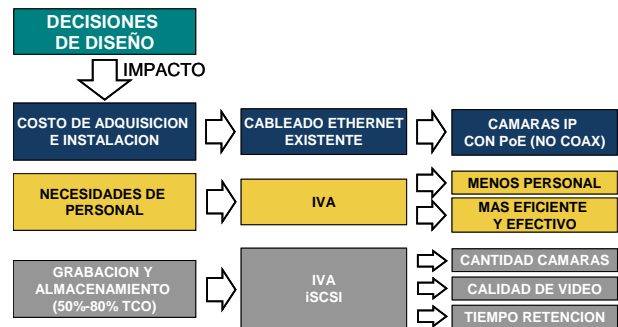 DECISIONES
DE DISEÑO
IMPACTO
COSTO DE ADQUISICION
E INSTALACION
CABLEADO ETHERNET
EXISTENTE
CAMARAS IP
CON PoE (NO COAX)
NECESIDADES DE
PERSONAL
IVA
MENOS PERSONAL
MAS EFICIENTE
Y EFECTIVO
GRABACION Y
ALMACENAMIENTO
(50%-80% TCO)
IVA
iSCSI
CANTIDAD CAMARAS
CALIDAD DE VIDEO
TIEMPO RETENCION